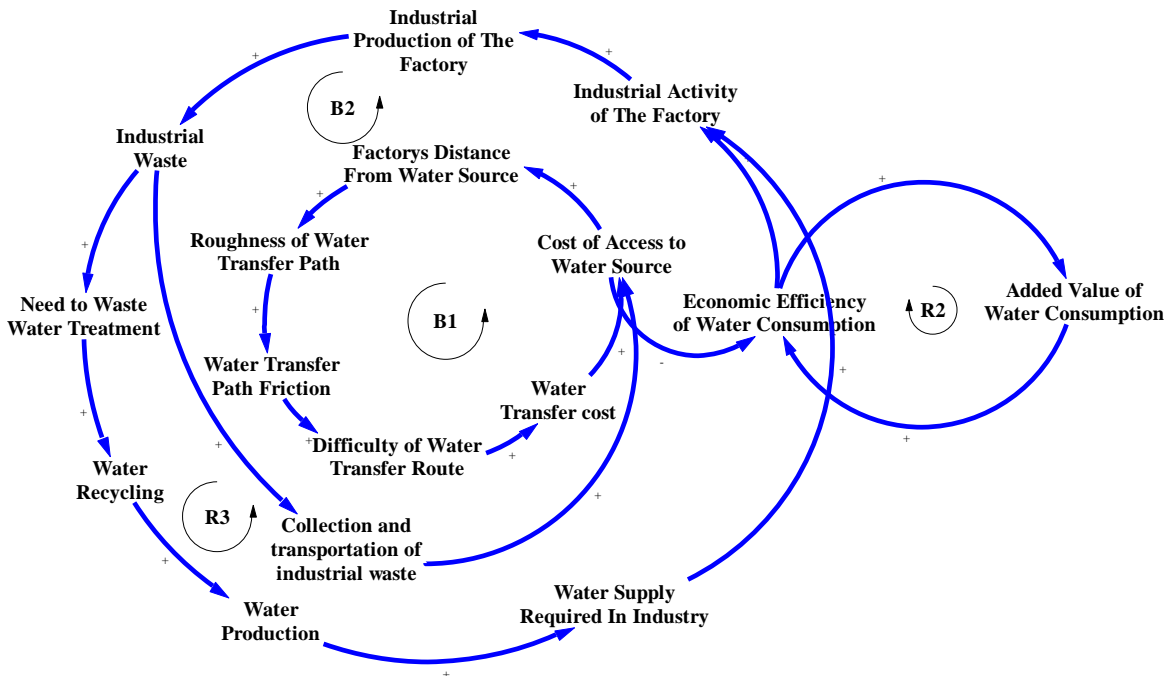 Industrial
Production of The
Factory
+
+
Industrial Activity
of The Factory
B2
Industrial
Waste
Factorys Distance
From Water Source
+
+
+
Roughness of Water
Transfer Path
Cost of Access to
Water Source
+
Need to Waste
Water Treatment
Economic Efficiency
of Water Consumption
R2
Added Value of
Water Consumption
+
B1
Water Transfer
Path Friction
+
-
+
Water
Transfer cost
+
+
Difficulty of Water
Transfer Route
+
+
+
Water
Recycling
R3
+
Collection and
transportation of
industrial waste
+
Water
Production
Water Supply
Required In Industry
+